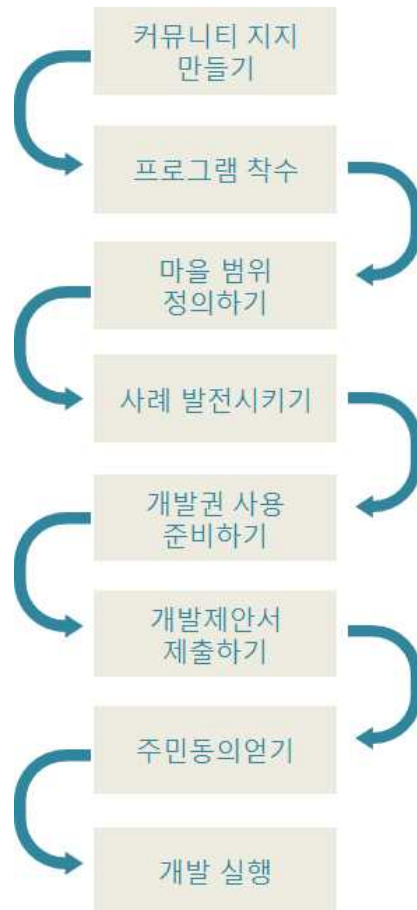 커뮤니티 지지
만들기
프로그램 착수
마을 범위
정의하기
사례 발전시키기
개발권 사용
준비하기
개발제안서
제출하기
주민동의얻기
개발 실행